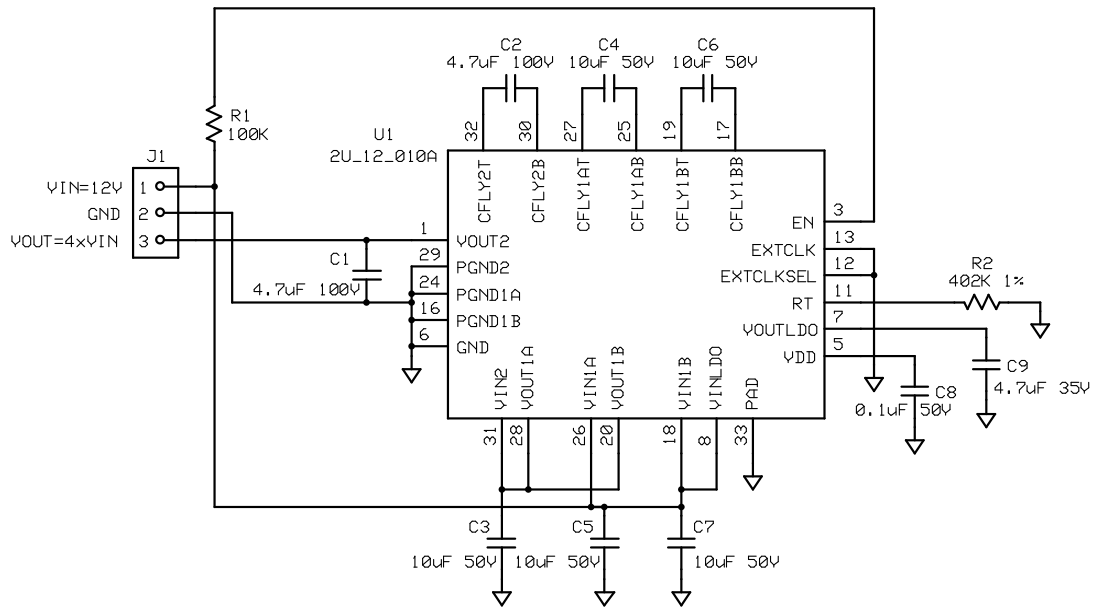 C2
4.7uF 100V
C4
10uF 50V
C6
10uF 50V
R1
100K
U1
2U_12_010A
32
30
27
25
19
17
CFLY2T
CFLY2B
CFLY1AT
CFLY1AB
CFLY1BT
CFLY1BB
J1
VIN=12V
1
GND
2
VOUT=4xVIN
3
C1
4.7uF 100V
1
VOUT2
29
PGND2
24
PGND1A
16
PGND1B
6
GND
EN
3
EXTCLK
13
EXTCLKSEL
12
RT
11
VOUTLDO
7
VDD
5
R2
402K 1%
C9
4.7uF 35V
C8
0.1uF 50V
VIN2
VOUT1A
VIN1A
VOUT1B
VIN1B
VINLDO
PAD
31
28
26
20
18
8
33
C3
10uF 50V
C5
10uF 50V
C7
10uF 50V